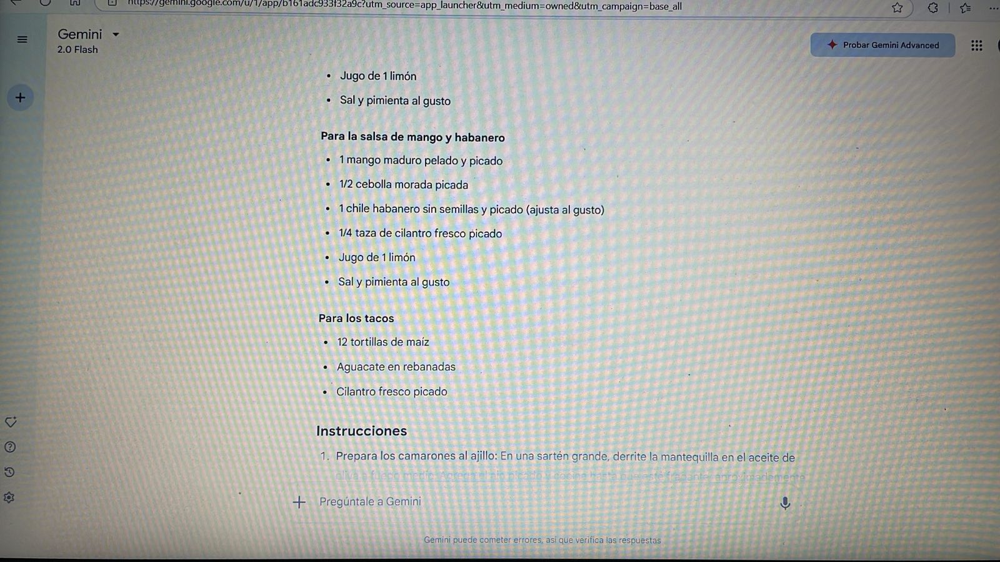 https://gemini.google.com/u/1/app/b161adc933f32a9c?utm_source=app_launcher&utm_medium=owned&utm_campaign=base_all
Gemini
2.0 Flash
Probar Gemini Advanced
• Jugo de 1 limón
• Sal y pimienta al gusto
Para la salsa de mango y habanero
• 1 mango maduro pelado y picado
• 1/2 cebolla morada picada
• 1 chile habanero sin semillas y picado (ajusta al gusto)
• 1/4 taza de cilantro fresco picado
• Jugo de 1 limón
• Sal y pimienta al gusto
Para los tacos
• 12 tortillas de maíz
• Aguacate en rebanadas
• Cilantro fresco picado
Instrucciones
1. Prepara los camarones al ajillo: En una sartén grande, derrite la mantequilla en el aceite de
oliva a fuego medio. Agrega el ajo picado y cocina hasta que esté fragante, aproximadamente
Pregúntale a Gemini
Gemini puede cometer errores, así que verifica las respuestas